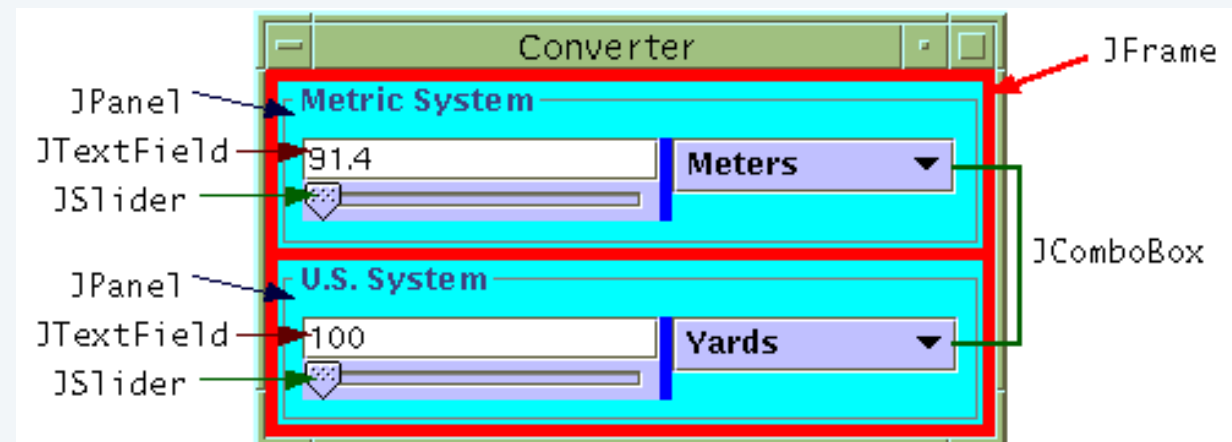 Converter
JFrame
JPanel
Metric System
JTextField
91.4
Meters
JSlider
JComboBox
JPanel
U.S. System
JTextField
100
Yards
JSlider